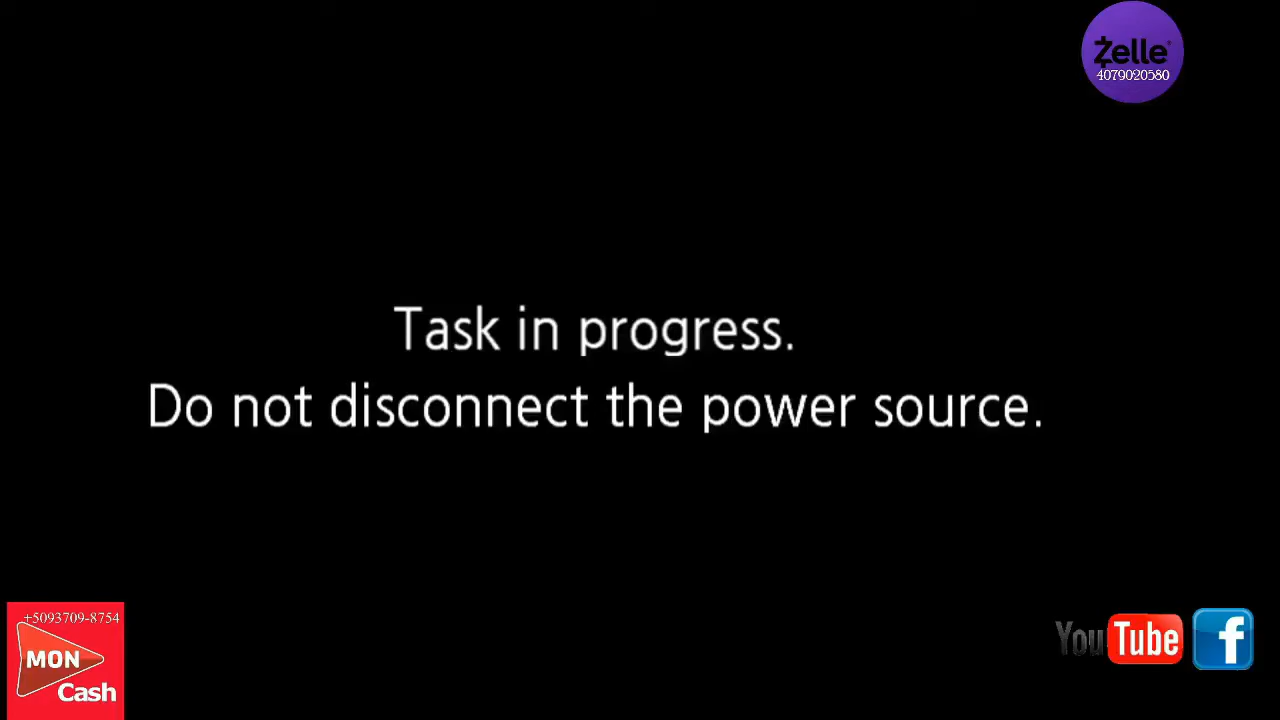 Zelle®
4079020580
Task in progress.
Do not disconnect the power source.
+5093709-8754
MON
Cash
YouTube
f